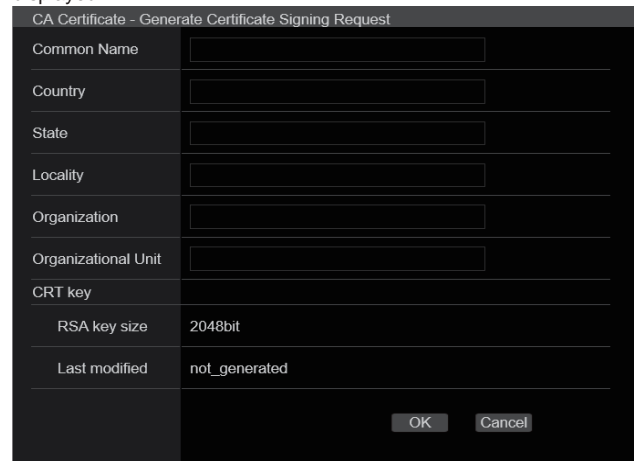 CA Certificate - Generate Certificate Signing Request
Common Name
Country
State
Locality
Organization
Organizational Unit
CRT key
RSA key size 2048bit
Last modified not_generated
OK Cancel